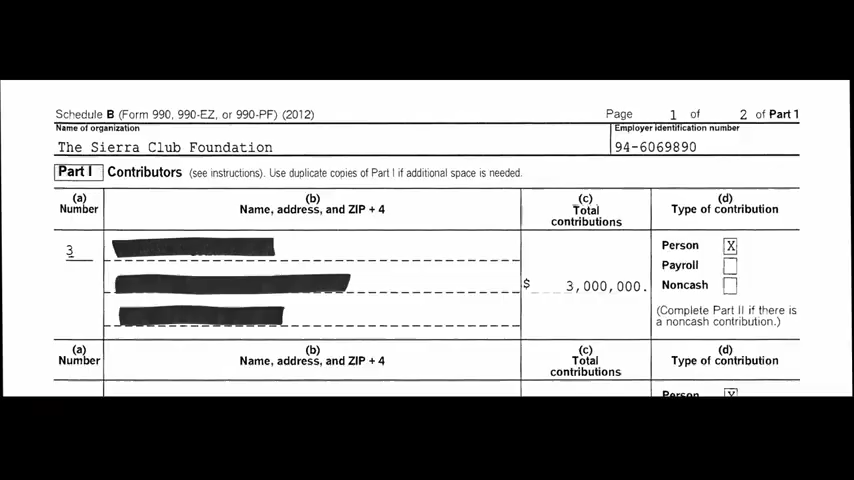 Schedule B (Form 990, 990-EZ, or 990-PF) (2012) Page 1 of 2 of Part 1
Name of organization Employer identification number
The Sierra Club Foundation 94-6069890
Part I Contributors (see instructions). Use duplicate copies of Part I if additional space is needed.
(a) (b) (c) (d)
Number Name, address, and ZIP + 4 Total Type of contribution
contributions
3 Person X
Payroll
$ 3,000,000. Noncash
(Complete Part II if there is
a noncash contribution.)
(a) (b) (c) (d)
Number Name, address, and ZIP + 4 Total Type of contribution
contributions
Person X